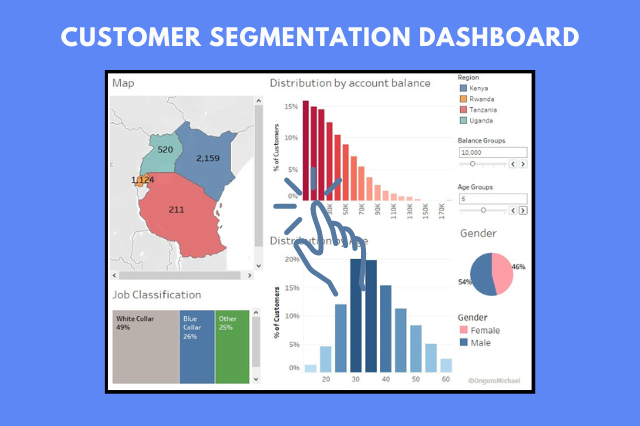 CUSTOMER SEGMENTATION DASHBOARD
Map
520
2,159
1,124
211
Job Classification
White Collar
49%
Blue
Collar
26%
Other
25%
Distribution by account balance
% of Customers
15%
10%
5%
0%
30K
50K
70K
90K
110K
130K
150K
170K
Distribution by Age
% of Customers
20%
15%
10%
5%
0%
20
30
40
50
60
Region
Kenya
Rwanda
Tanzania
Uganda
Balance Groups
10,000
Age Groups
5
Gender
46%
54%
Gender
Female
Male
©OngoroMichael